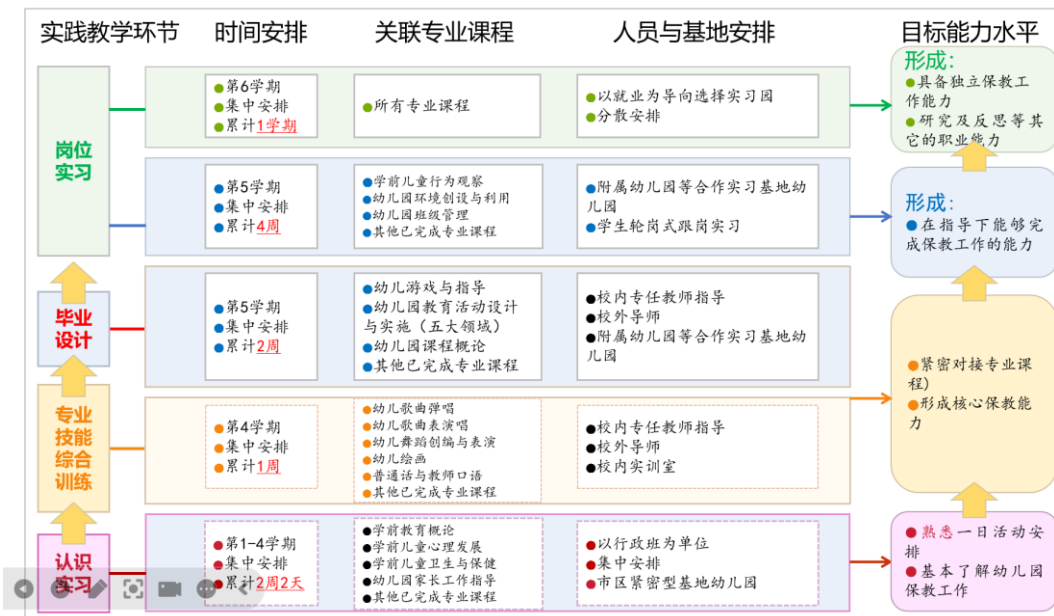 实践教学环节
时间安排
关联专业课程
人员与基地安排
目标能力水平
岗位
实习
●第6学期
●集中安排
●累计1学期
●所有专业课程
●以就业为导向选择实习园
●分散安排
形成：
●具备独立保教工
作能力
●研究及反思等其
它的职业能力
●第5学期
●集中安排
●累计4周
●学前儿童行为观察
●幼儿园环境创设与利用
●幼儿园班级管理
●其他已完成专业课程
●附属幼儿园等合作实习基地幼
儿园
●学生轮岗式跟岗实习
形成：
●在指导下能够完
成保教工作的能力
毕业
设计
●第5学期
●集中安排
●累计2周
●幼儿游戏与指导
●幼儿园教育活动设计
与实施（五大领域）
●幼儿园课程概论
●其他已完成专业课程
●校内专任教师指导
●校外导师
●附属幼儿园等合作实习基地幼
儿园
●紧密对接专业课
程)
●形成核心保教能
力
专业
技能
综合
训练
●第4学期
●集中安排
●累计1周
●幼儿歌曲弹唱
●幼儿歌曲表演唱
●幼儿舞蹈创编与表演
●幼儿绘画
●普通话与教师口语
●其他已完成专业课程
●校内专任教师指导
●校外导师
●校内实训室
认识
实习
●第1-4学期
●集中安排
●累计2周2天
●学前教育概论
●学前儿童心理发展
●学前儿童卫生与保健
●幼儿园家长工作指导
●其他已完成专业课程
●以行政班为单位
●集中安排
●市区紧密型基地幼儿园
●熟悉一日活动安
排
●基本了解幼儿园
保教工作